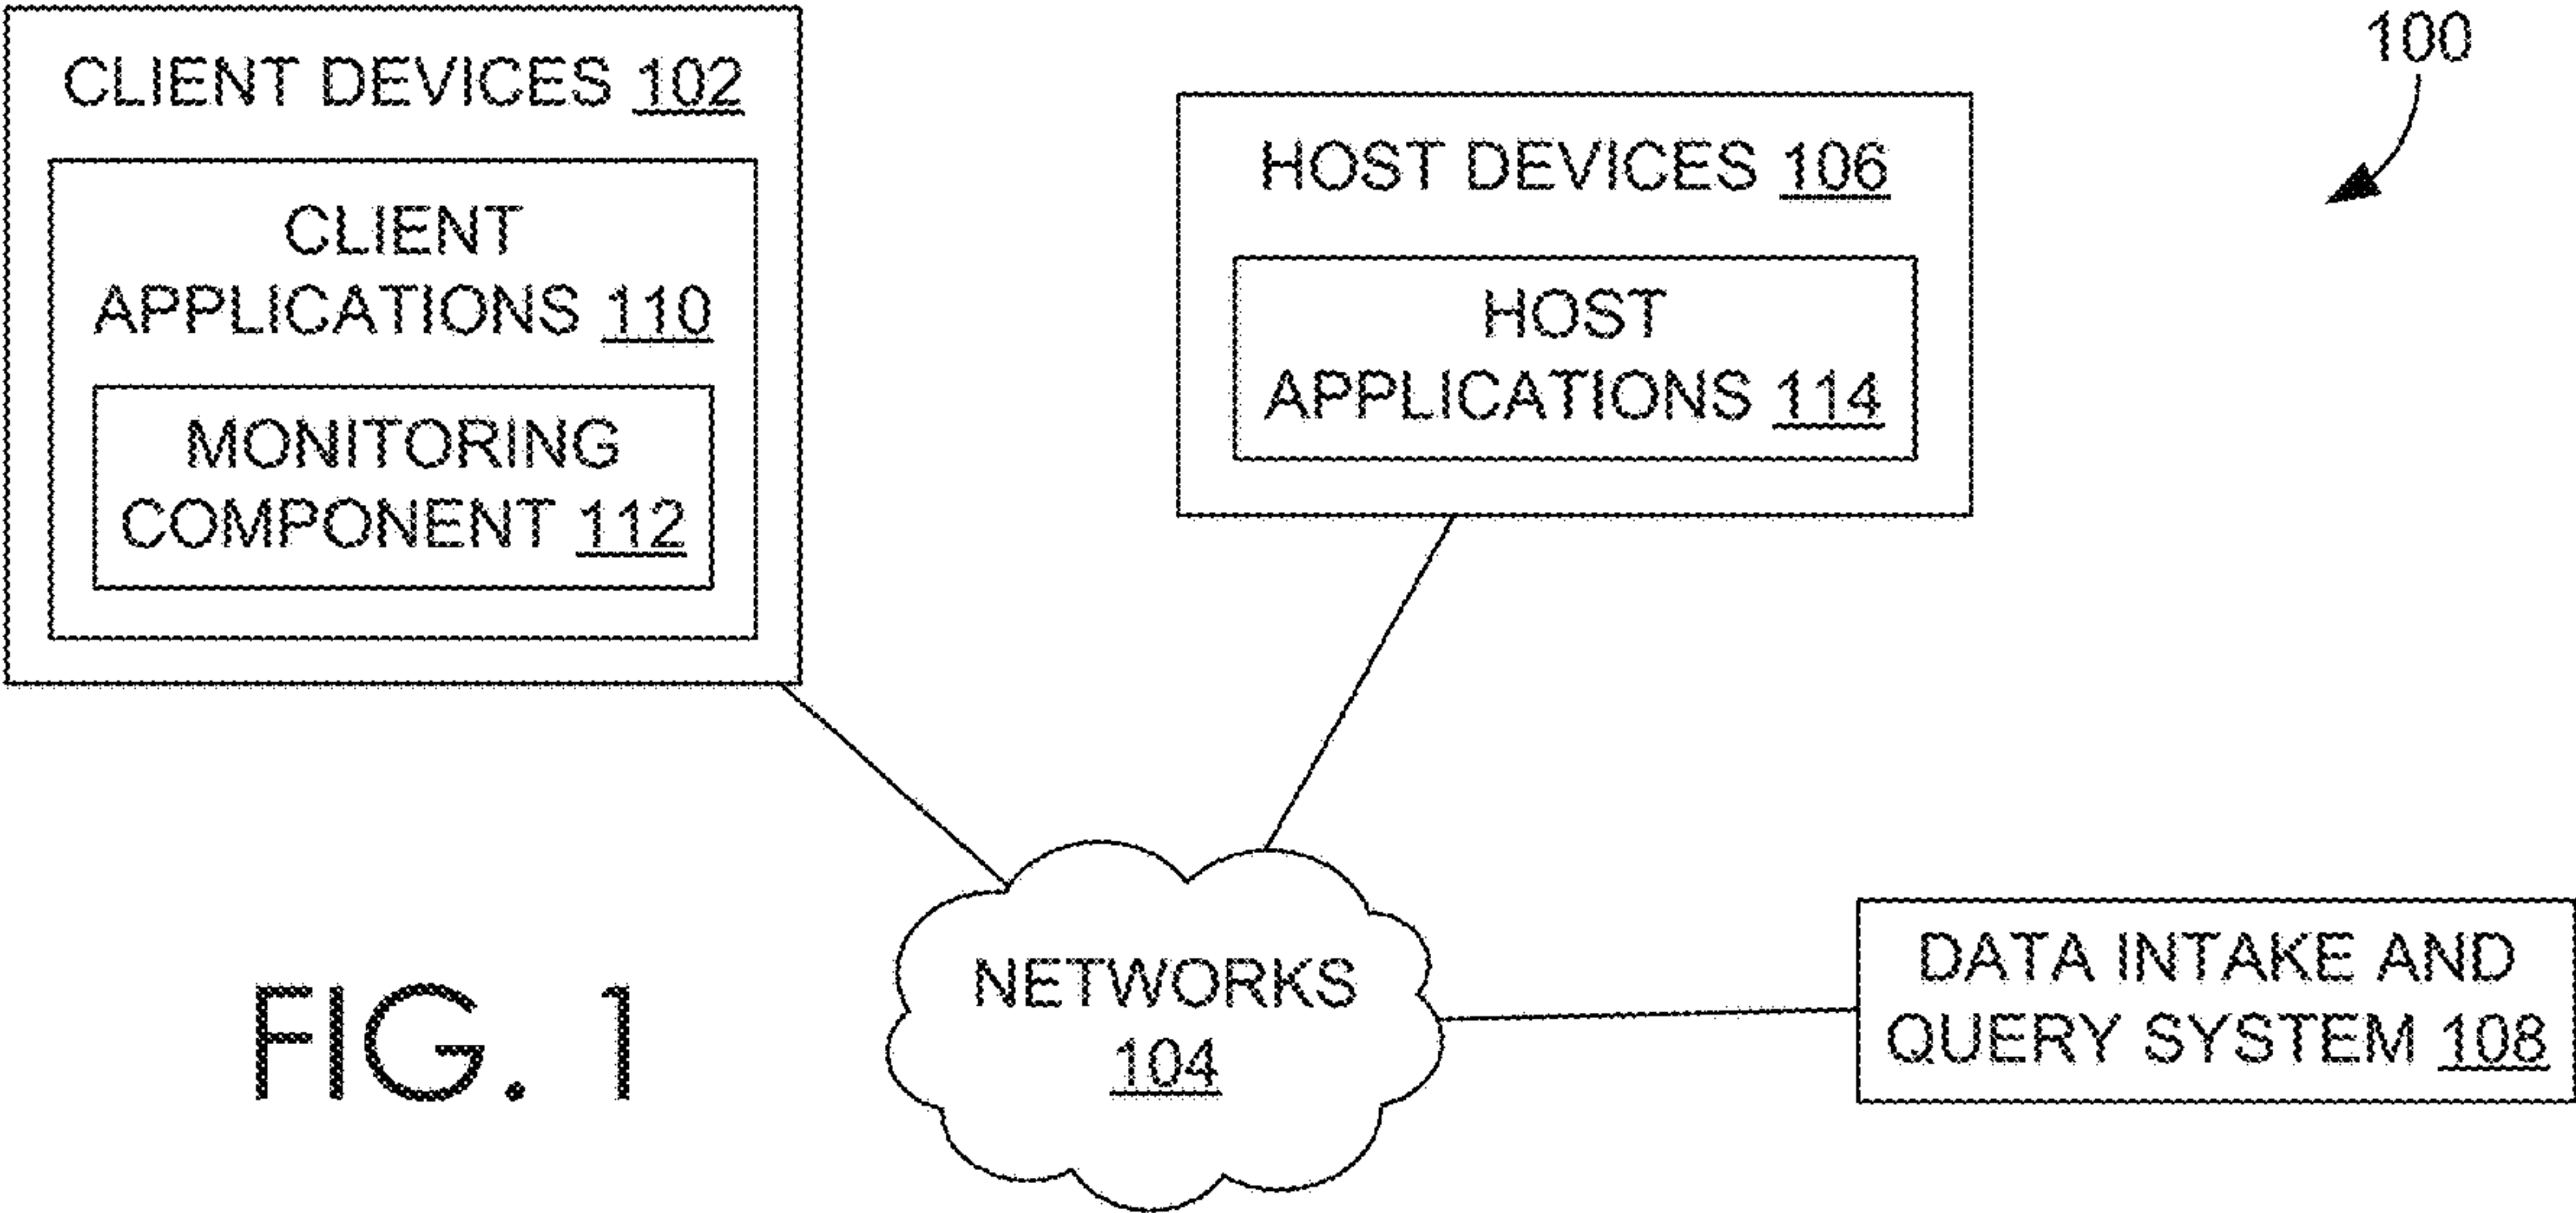 100
CLIENT DEVICES 102
CLIENT
APPLICATIONS 110
MONITORING
COMPONENT 112
HOST DEVICES 106
HOST
APPLICATIONS 114
NETWORKS
104
DATA INTAKE AND
QUERY SYSTEM 108
FIG. 1